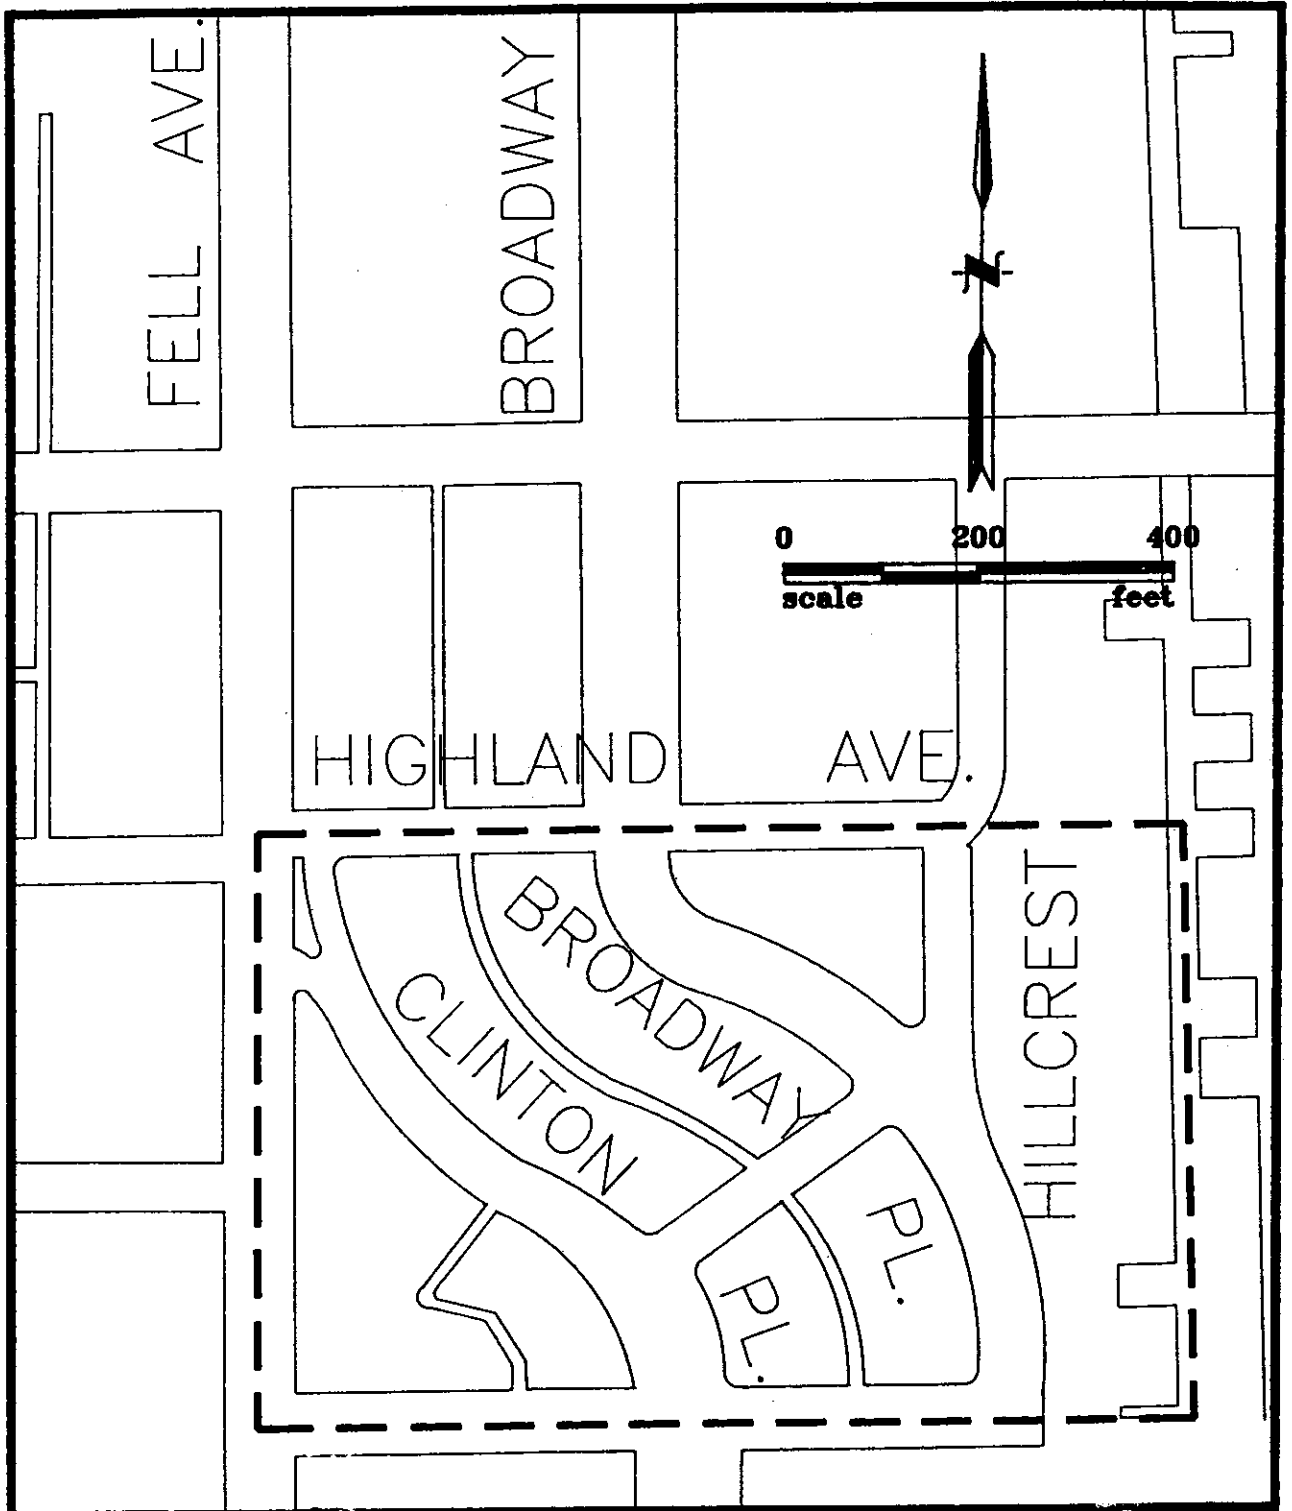 FELL AVE.
BROADWAY
N
0 200 400
scale feet
HIGHLAND AVE.
BROADWAY PL.
CLINTON PL.
HILLCREST